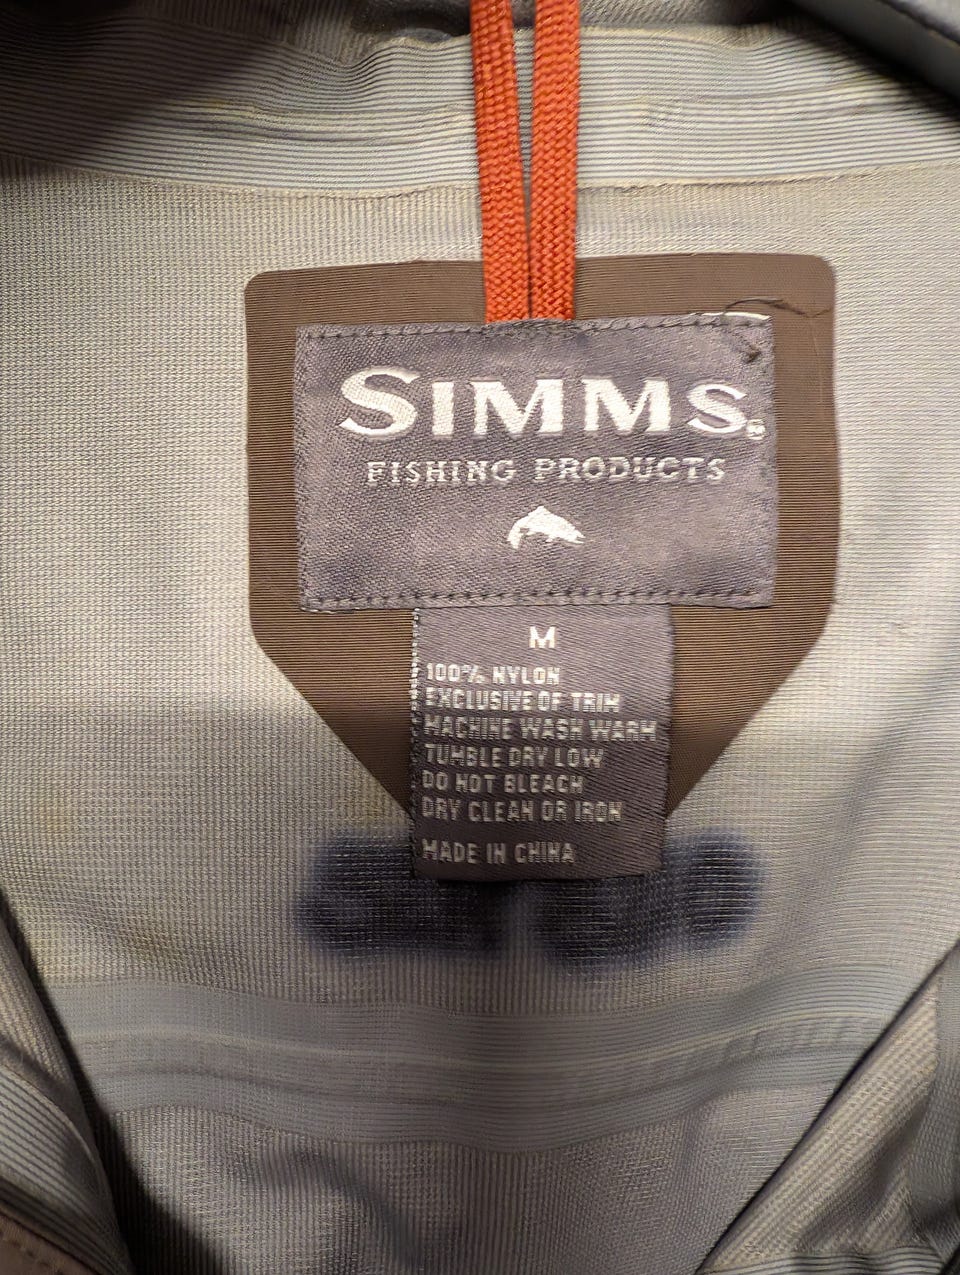 SIMMS®
FISHING PRODUCTS
M
100% NYLON
EXCLUSIVE OF TRIM
MACHINE WASH WARM
TUMBLE DRY LOW
DO NOT BLEACH
DRY CLEAN OR IRON
MADE IN CHINA